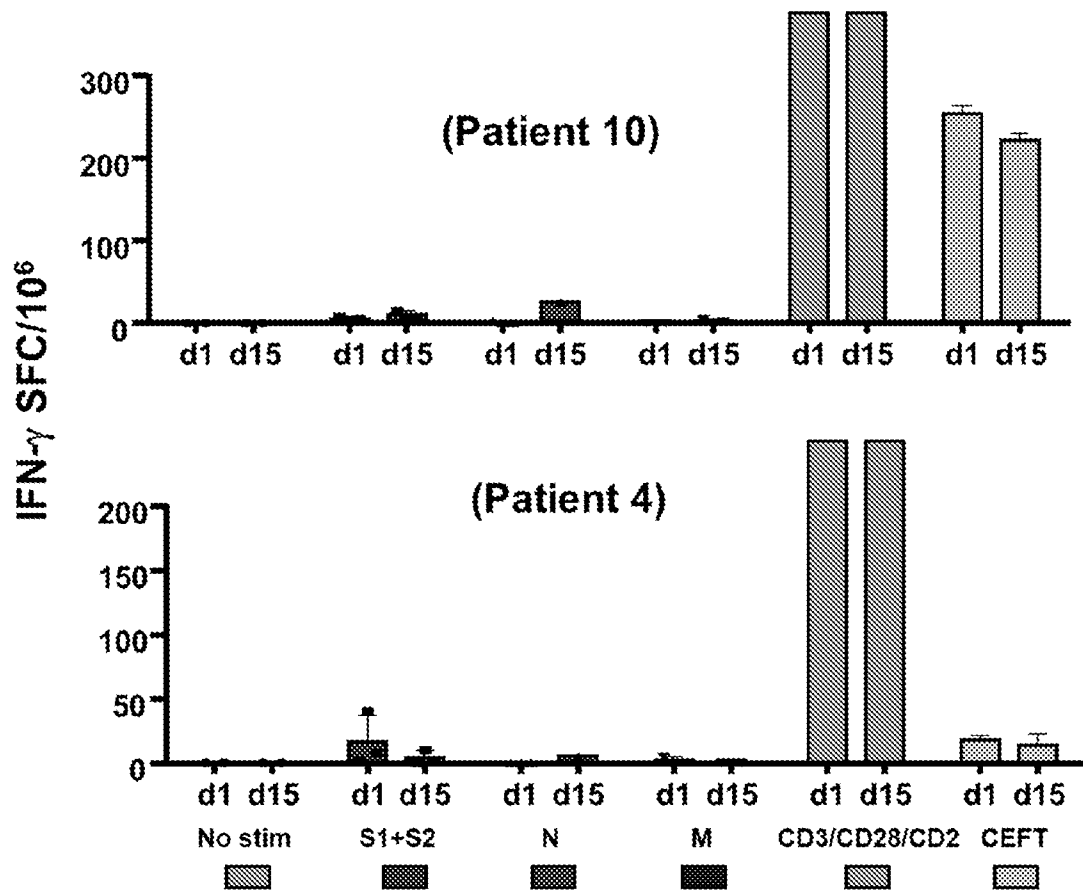 IFN-γ SFC/10⁶
300
200
100
0
(Patient 10)
d1 d15 d1 d15 d1 d15 d1 d15 d1 d15 d1 d15
200
150
100
50
0
(Patient 4)
d1 d15 d1 d15 d1 d15 d1 d15 d1 d15 d1 d15
No stim S1+S2 N M CD3/CD28/CD2 CEFT